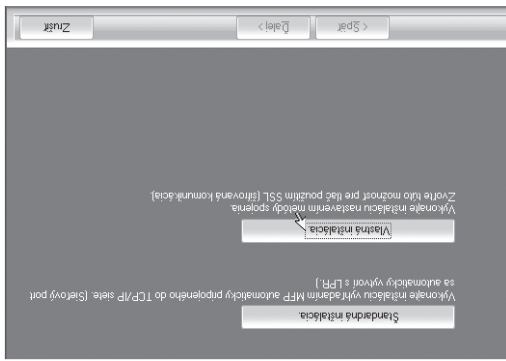 Štandardná inštalácia.
Vykonajte inštaláciu vyhľadaním MFP automaticky pripojeného do TCP/IP siete. (Sieťový port
sa automaticky vytvorí s LPR.)
Vlastná inštalácia.
Vykonajte inštaláciu nastavením metódy spojenia.
Zvoľte túto možnosť pre tlač použitím SSL (šifrovaná komunikácia).
< Späť
Ďalej >
Zrušiť